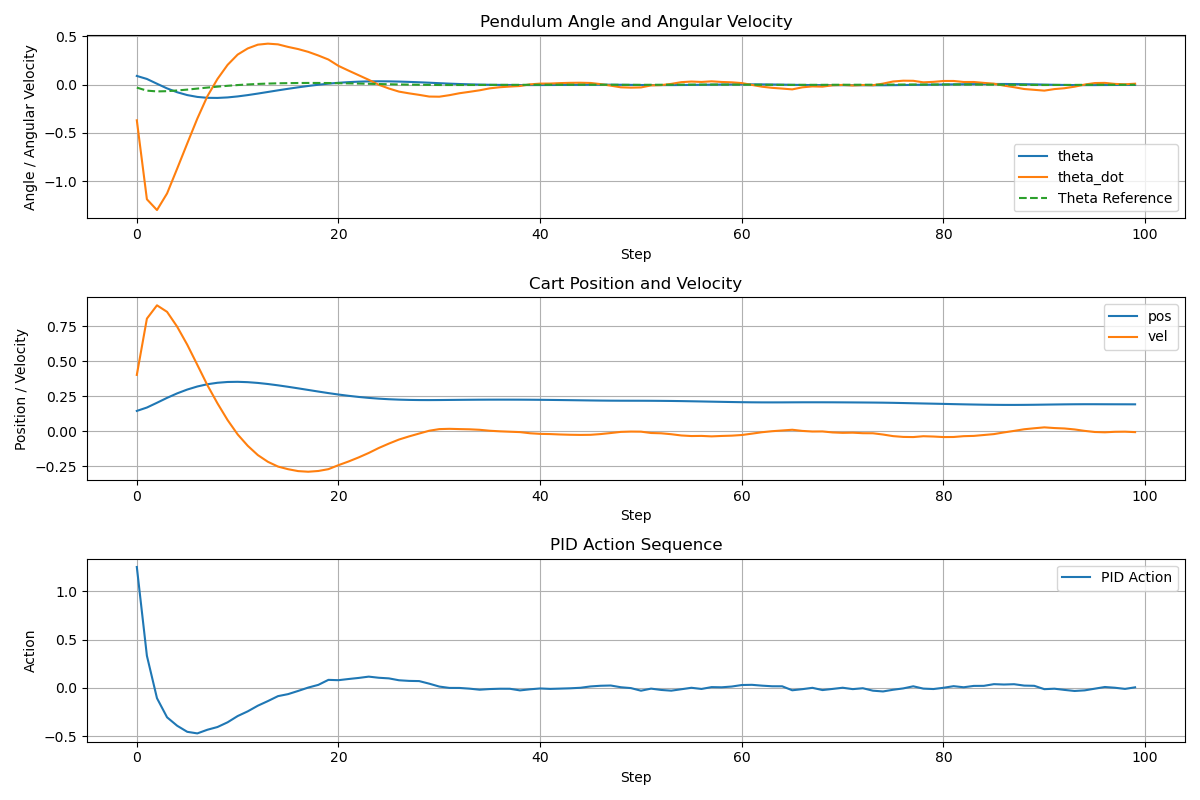 Pendulum Angle and Angular Velocity
Angle / Angular Velocity
0.5
0.0
−0.5
−1.0
theta
theta_dot
Theta Reference
0 20 40 60 80 100
Step
Cart Position and Velocity
Position / Velocity
0.75
0.50
0.25
0.00
−0.25
pos
vel
0 20 40 60 80 100
Step
PID Action Sequence
Action
1.0
0.5
0.0
−0.5
PID Action
0 20 40 60 80 100
Step